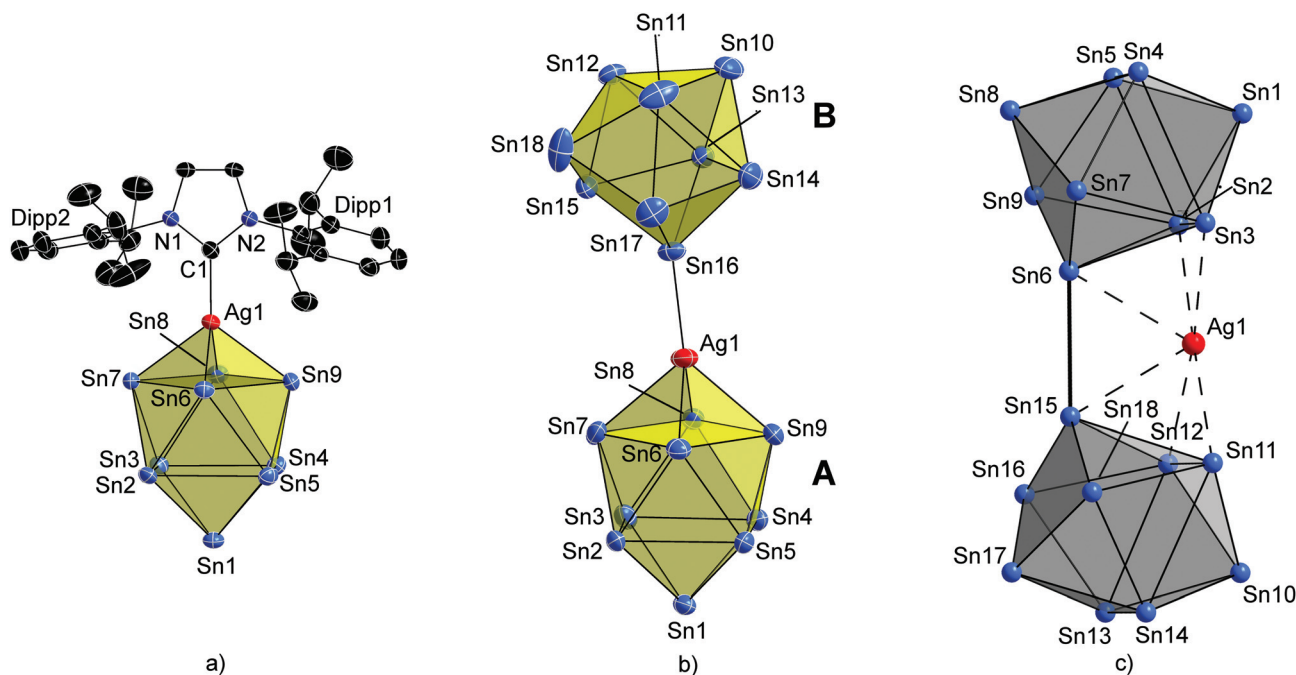 Dipp2
Dipp1
N1
N2
C1
Ag1
Sn8
Sn7
Sn6
Sn9
Sn3
Sn4
Sn2
Sn5
Sn1
a)
Sn11
Sn12
Sn10
Sn13
B
Sn18
Sn14
Sn15
Sn17
Sn16
Ag1
Sn8
Sn7
Sn9
Sn6
A
Sn3
Sn4
Sn2
Sn5
Sn1
b)
Sn4
Sn5
Sn8
Sn1
Sn7
Sn2
Sn9
Sn3
Sn6
Ag1
Sn15
Sn18
Sn12
Sn11
Sn16
Sn17
Sn10
Sn13
Sn14
c)